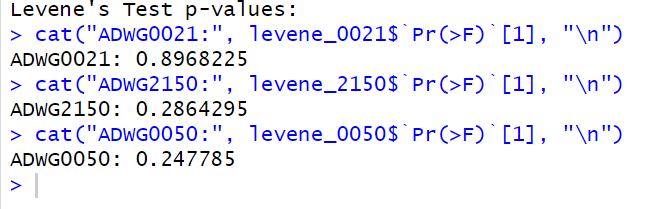 Levene's Test p-values:
> cat("ADWG0021:", levene_0021$`Pr(>F)`[1], "\n")
ADWG0021: 0.8968225
> cat("ADWG2150:", levene_2150$`Pr(>F)`[1], "\n")
ADWG2150: 0.2864295
> cat("ADWG0050:", levene_0050$`Pr(>F)`[1], "\n")
ADWG0050: 0.247785
>